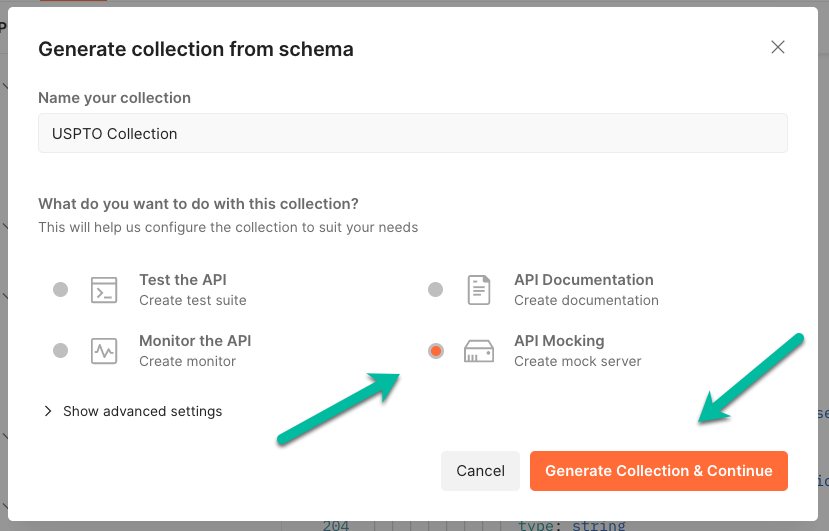 P
Generate collection from schema
Name your collection
USPTO Collection
What do you want to do with this collection?
This will help us configure the collection to suit your needs
Test the API
Create test suite
API Documentation
Create documentation
Monitor the API
Create monitor
API Mocking
Create mock server
Show advanced settings
se
Cancel
Generate Collection & Continue
ic
204
type: string